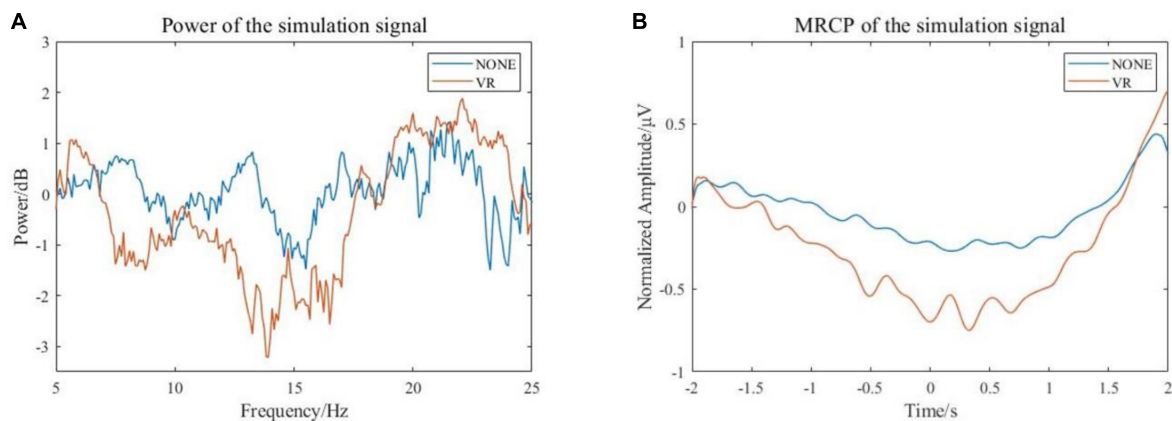 A
Power of the simulation signal
3
2
1
0
-1
-2
-3
Power/dB
NONE
VR
5
10
15
20
25
Frequency/Hz
B
MRCP of the simulation signal
1
0.5
0
-0.5
-1
Normalized Amplitude/μV
NONE
VR
-2
-1.5
-1
-0.5
0
0.5
1
1.5
2
Time/s